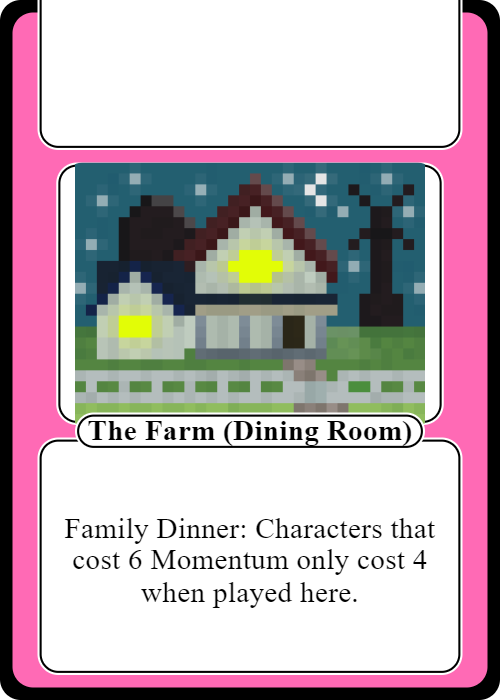 The Farm (Dining Room)
Family Dinner: Characters that
cost 6 Momentum only cost 4
when played here.